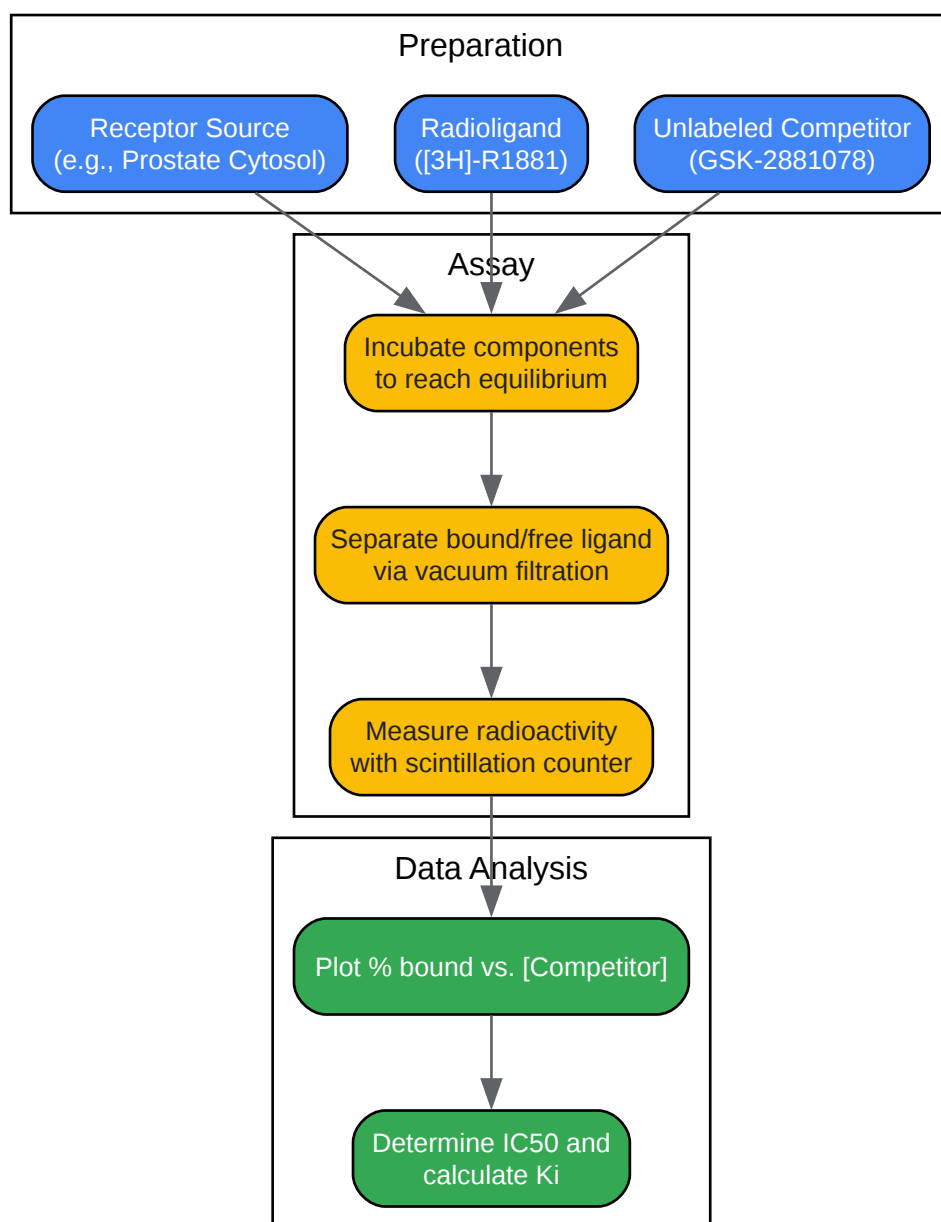 Preparation
Receptor Source
(e.g., Prostate Cytosol)
Radioligand
([3H]-R1881)
Unlabeled Competitor
(GSK-2881078)
Assay
Incubate components
to reach equilibrium
Separate bound/free ligand
via vacuum filtration
Measure radioactivity
with scintillation counter
Data Analysis
Plot % bound vs. [Competitor]
Determine IC50 and
calculate Ki